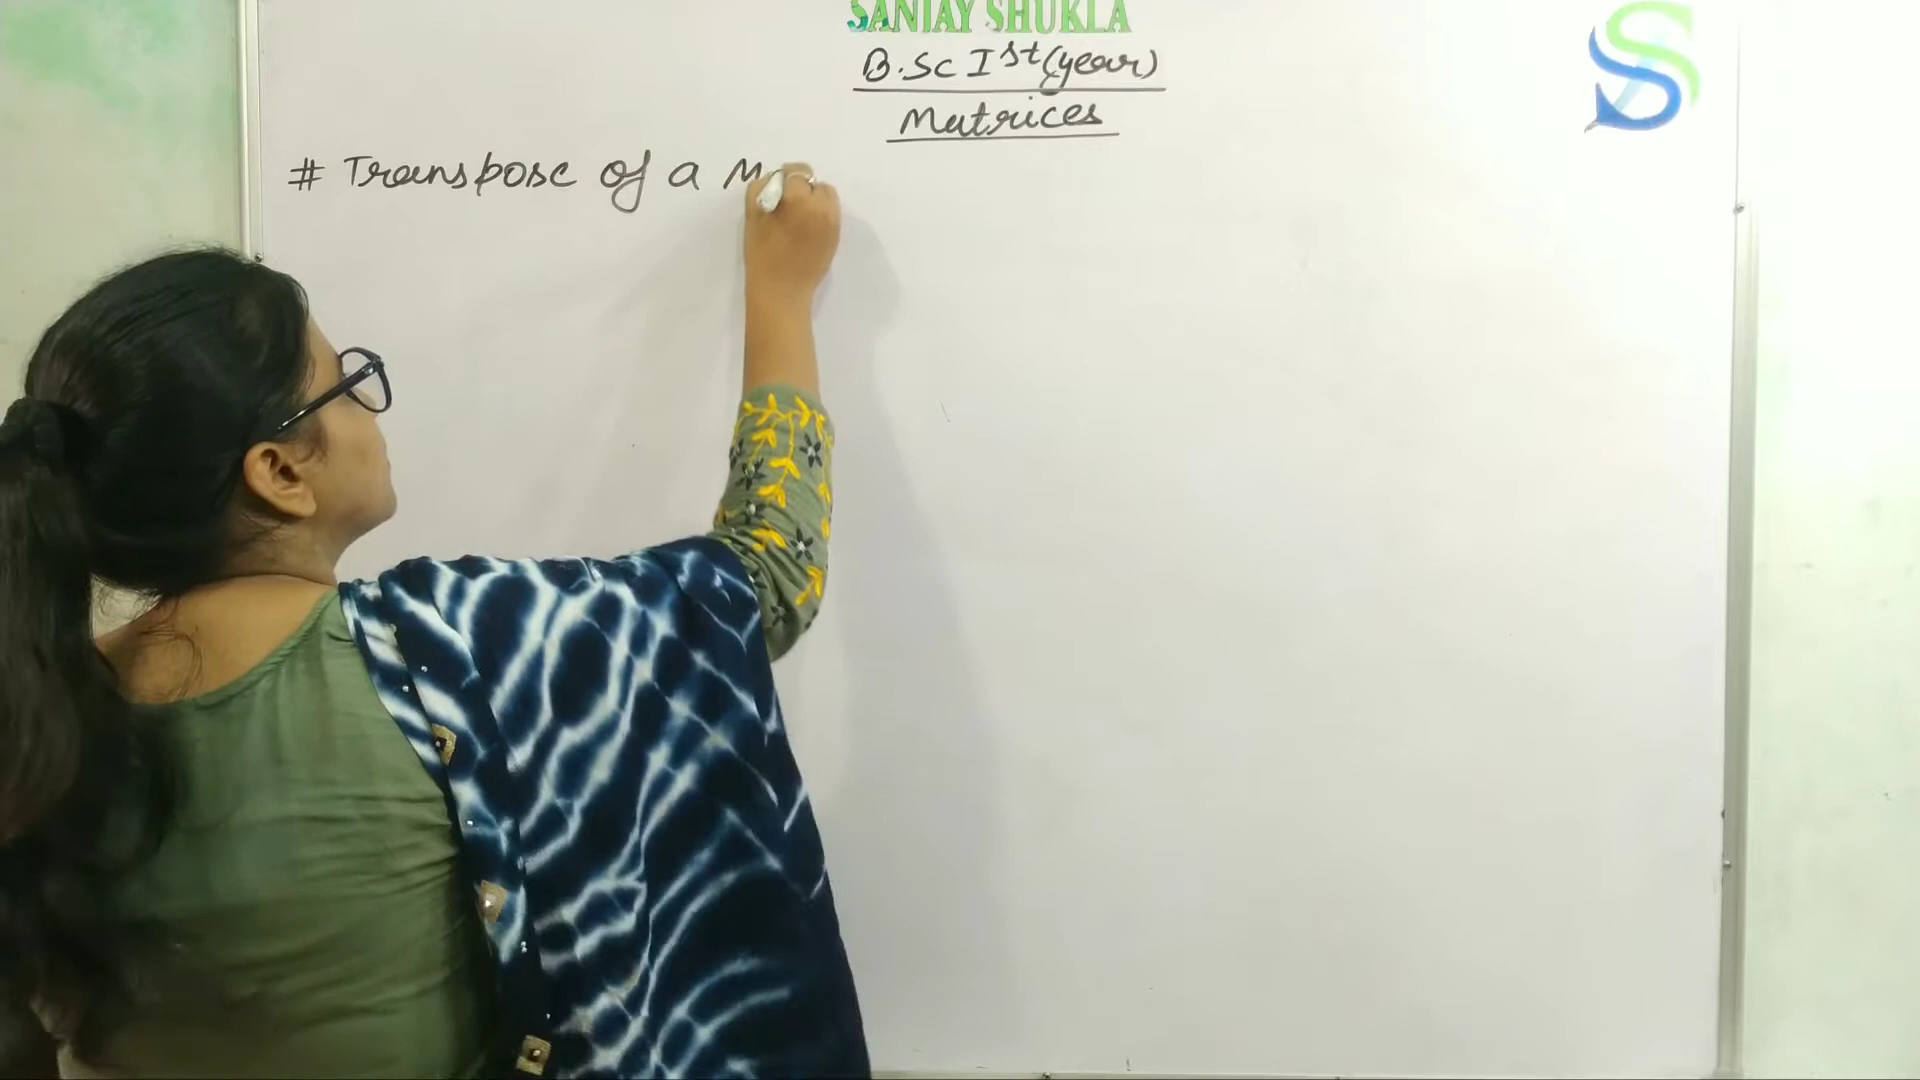 SANJAY SHUKLA
B.Sc Ist (year)
Matrices
# Transpose of a M